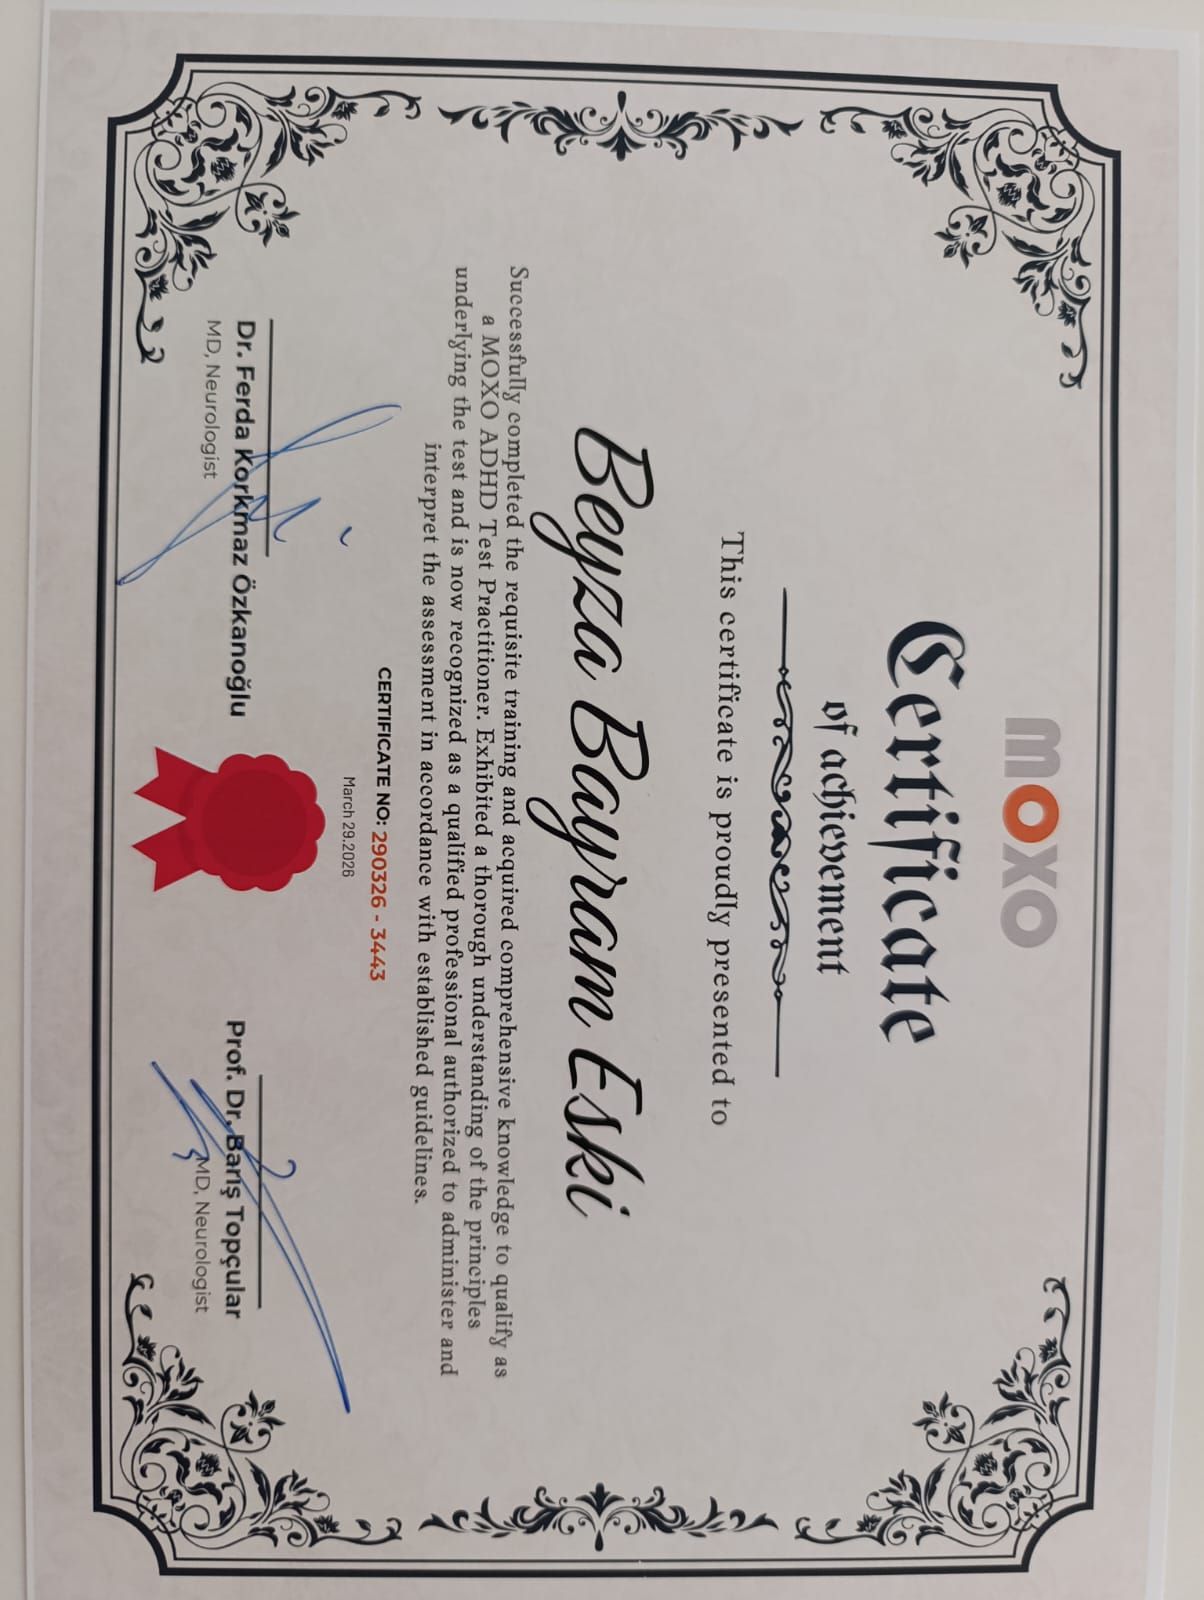 moxo
Certificate
of achievement
This certificate is proudly presented to
Beyza Bayram Eski
Successfully completed the requisite training and acquired comprehensive knowledge to qualify as
a MOXO ADHD Test Practitioner. Exhibited a thorough understanding of the principles
underlying the test and is now recognized as a qualified professional authorized to administer and
interpret the assessment in accordance with established guidelines.
CERTIFICATE NO: 290326 - 3443
March 29.2026
Dr. Ferda Korkmaz Özkanoğlu
MD, Neurologist
Prof. Dr. Barış Topçular
MD, Neurologist